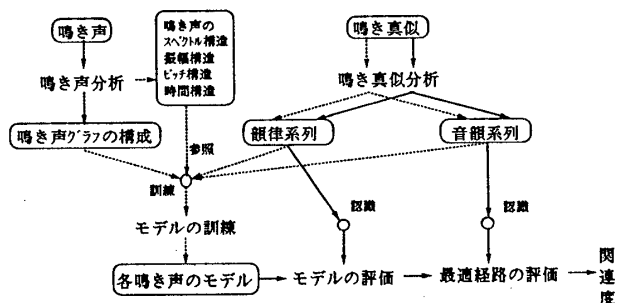 鳴き声
鳴き声分析
鳴き声グラフの構成
鳴き声の
スペクトル構造
振幅構造
ピッチ構造
時間構造
鳴き真似
鳴き真似分析
韻律系列
音韻系列
参照
訓練
認識
認識
モデルの訓練
各鳴き声のモデル
モデルの評価
最適経路の評価
関連度